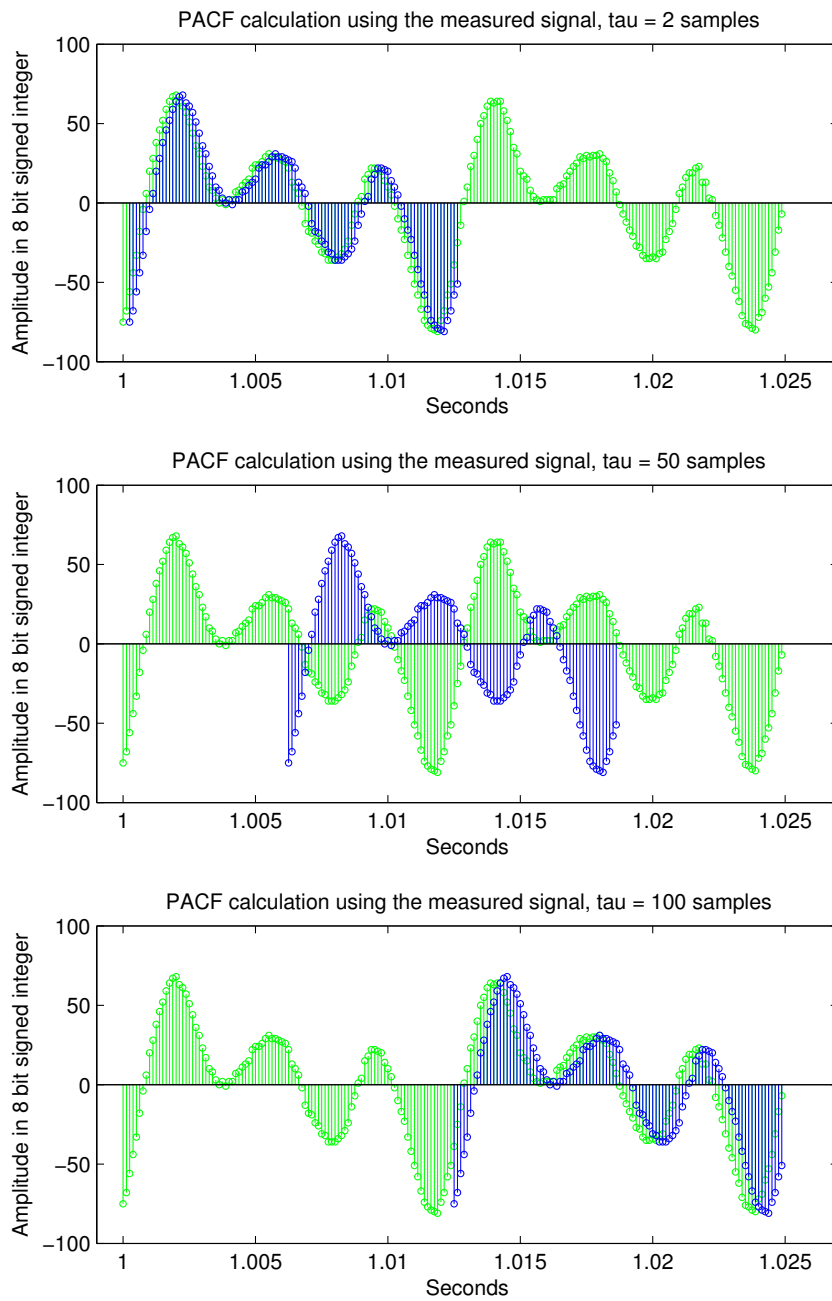 PACF calculation using the measured signal, tau = 2 samples
100
50
0
−50
−100
Amplitude in 8 bit signed integer
1 1.005 1.01 1.015 1.02 1.025
Seconds
PACF calculation using the measured signal, tau = 50 samples
100
50
0
−50
−100
Amplitude in 8 bit signed integer
1 1.005 1.01 1.015 1.02 1.025
Seconds
PACF calculation using the measured signal, tau = 100 samples
100
50
0
−50
−100
Amplitude in 8 bit signed integer
1 1.005 1.01 1.015 1.02 1.025
Seconds